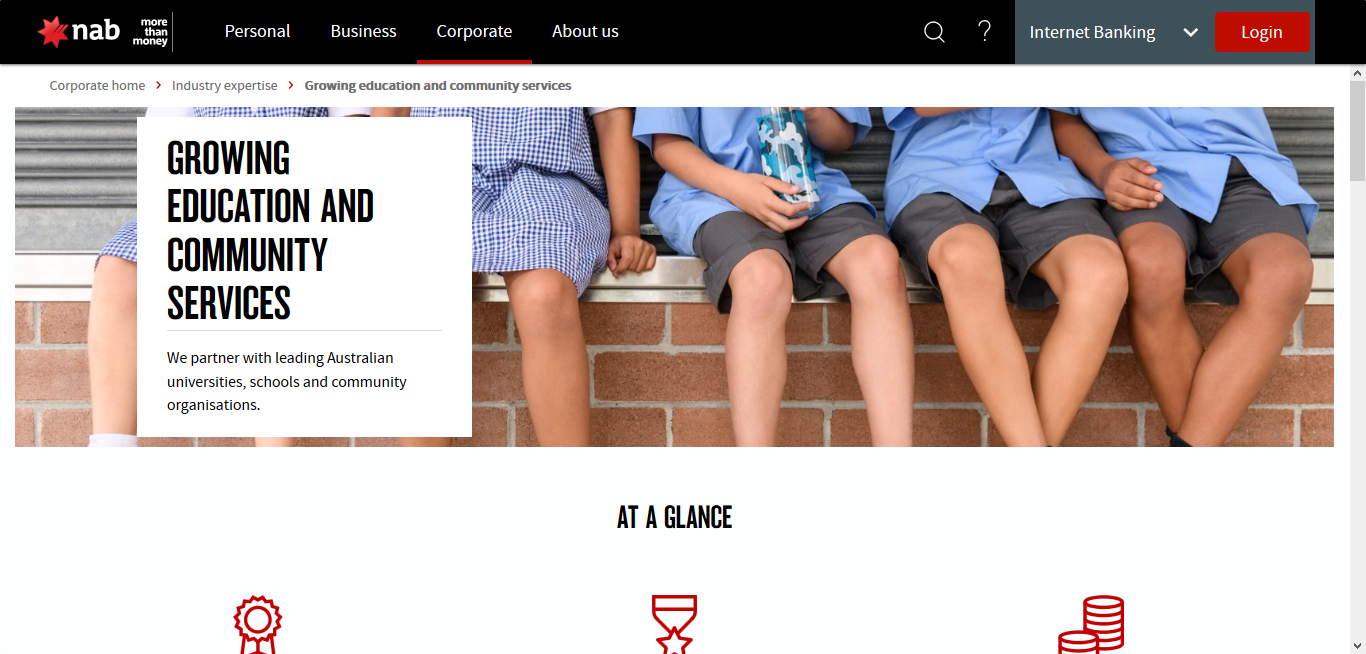 nab
more
than
money
Personal
Business
Corporate
About us
?
Internet Banking
Login
Corporate home > Industry expertise > Growing education and community services
GROWING
EDUCATION AND
COMMUNITY
SERVICES
We partner with leading Australian
universities, schools and community
organisations.
AT A GLANCE